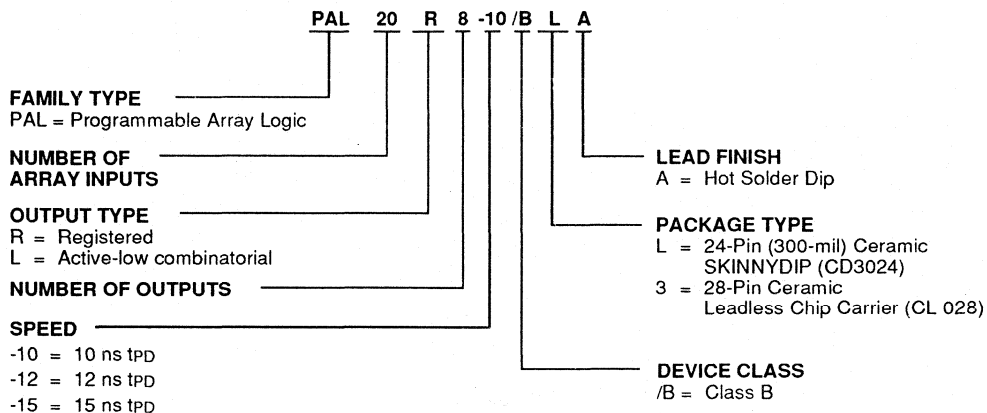 PAL 20 R 8 -10 /B L A
FAMILY TYPE
PAL = Programmable Array Logic
NUMBER OF
ARRAY INPUTS
OUTPUT TYPE
R = Registered
L = Active-low combinatorial
NUMBER OF OUTPUTS
SPEED
-10 = 10 ns tPD
-12 = 12 ns tPD
-15 = 15 ns tPD
LEAD FINISH
A = Hot Solder Dip
PACKAGE TYPE
L = 24-Pin (300-mil) Ceramic
SKINNYDIP (CD3024)
3 = 28-Pin Ceramic
Leadless Chip Carrier (CL 028)
DEVICE CLASS
/B = Class B